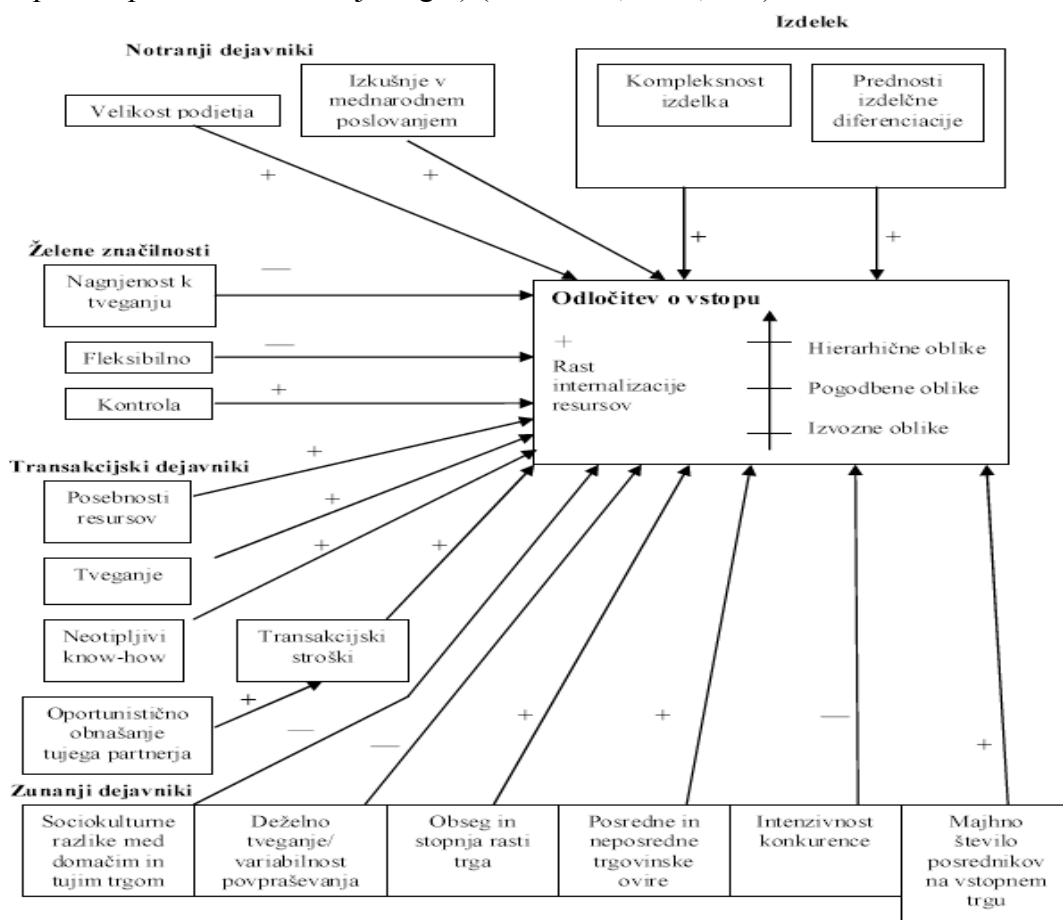 Izdelek
Notranji dejavniki
Velikost podjetja
Izkušnje v
mednarodnem
poslovanjem
Kompleksnost
izdelka
Prednosti
izdelčne
diferenciacije
+
+
+
+
Želene značilnosti
Nagnjenost k
tveganju
—
Fleksibilno
—
Kontrola
+
Odločitev o vstopu
+
Rast
internalizacije
resursov
Hierarhične oblike
Pogodbene oblike
Izvozne oblike
Transakcijski dejavniki
Posebnosti
resursov
+
Tveganje
+
Neotipljivi
know-how
+
Transakcijski
stroški
+
Oportunistično
obnašanje
tujega partnerja
+
Zunanji dejavniki
—
—
+
+
—
+
Sociokulturne
razlike med
domačim in
tujim trgom
Deželno
tveganje/
variabilnost
povpraševanja
Obseg in
stopnja rasti
trga
Posredne in
neposredne
trgovinske
ovire
Intenzivnost
konkurence
Majhno
število
posrednikov
na vstopnem
trgu